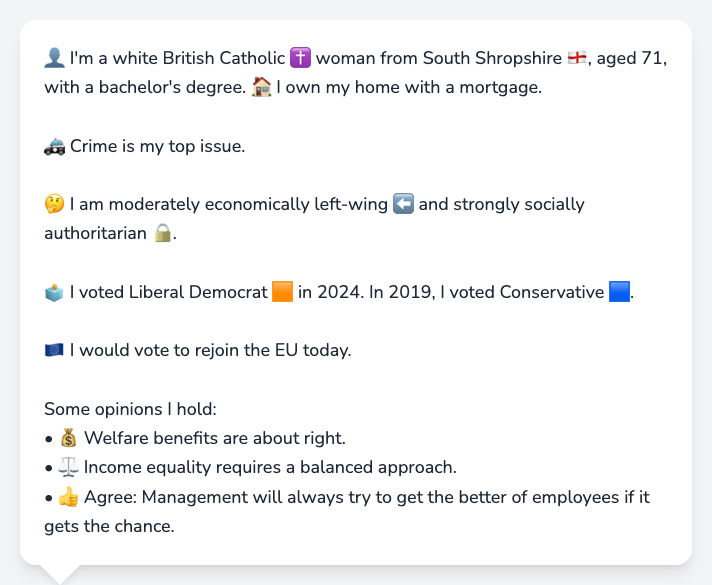 👤 I'm a white British Catholic ✝️ woman from South Shropshire 🏴󠁧󠁢󠁥󠁮󠁧󠁿, aged 71,
with a bachelor's degree. 🏠 I own my home with a mortgage.
🚓 Crime is my top issue.
🤔 I am moderately economically left-wing ⬅️ and strongly socially
authoritarian 🔒.
🗳️ I voted Liberal Democrat 🟧 in 2024. In 2019, I voted Conservative 🟦.
🇪🇺 I would vote to rejoin the EU today.
Some opinions I hold:
• 💰 Welfare benefits are about right.
• ⚖️ Income equality requires a balanced approach.
• 👍 Agree: Management will always try to get the better of employees if it
gets the chance.